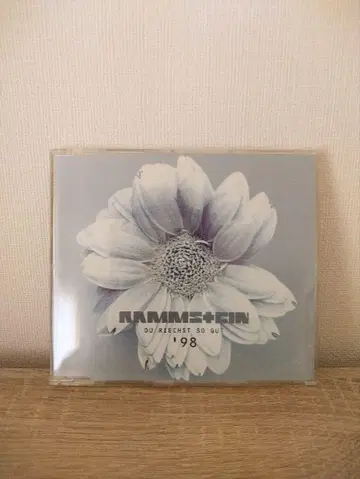 RAMMSTEIN
DU RIECHST SO GUT
'98